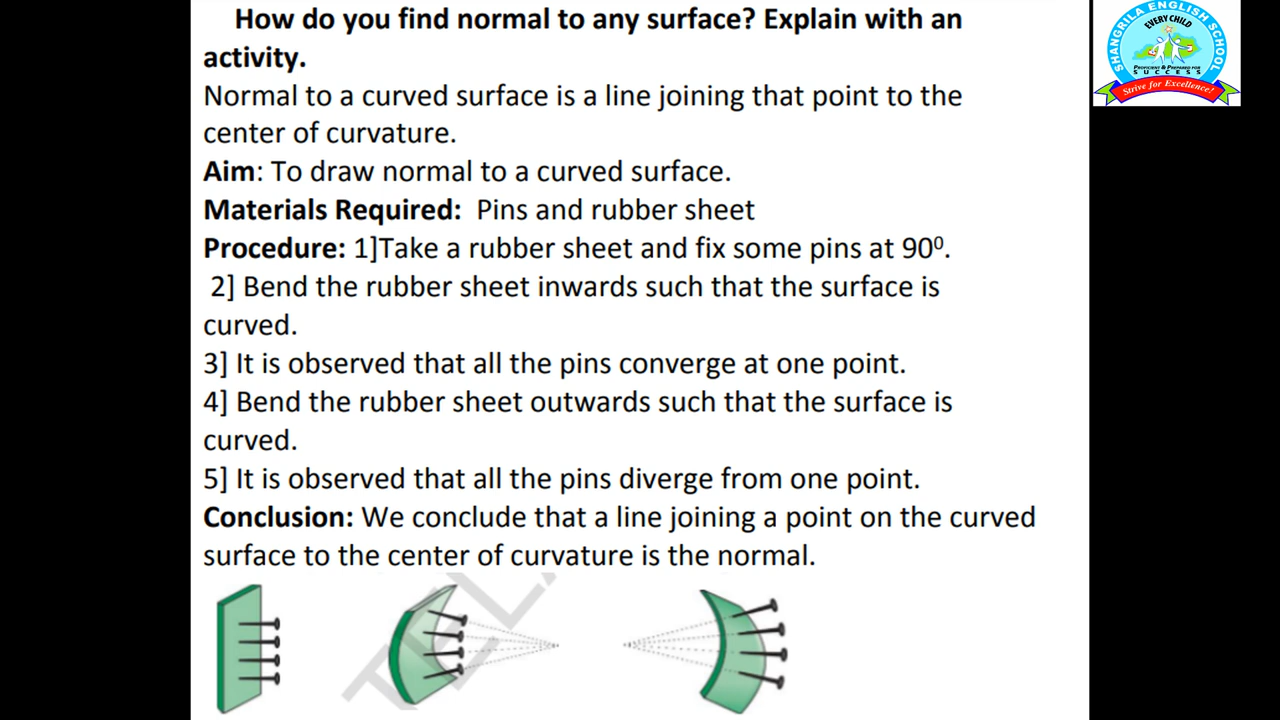 How do you find normal to any surface? Explain with an
activity.
Normal to a curved surface is a line joining that point to the
center of curvature.
Aim: To draw normal to a curved surface.
Materials Required:  Pins and rubber sheet
Procedure: 1]Take a rubber sheet and fix some pins at 90⁰.
2] Bend the rubber sheet inwards such that the surface is
curved.
3] It is observed that all the pins converge at one point.
4] Bend the rubber sheet outwards such that the surface is
curved.
5] It is observed that all the pins diverge from one point.
Conclusion: We conclude that a line joining a point on the curved
surface to the center of curvature is the normal.
SHANGRILA ENGLISH SCHOOL
EVERY CHILD
PROFICIENT & PREPARED FOR
SUCCESS
Strive for Excellence!